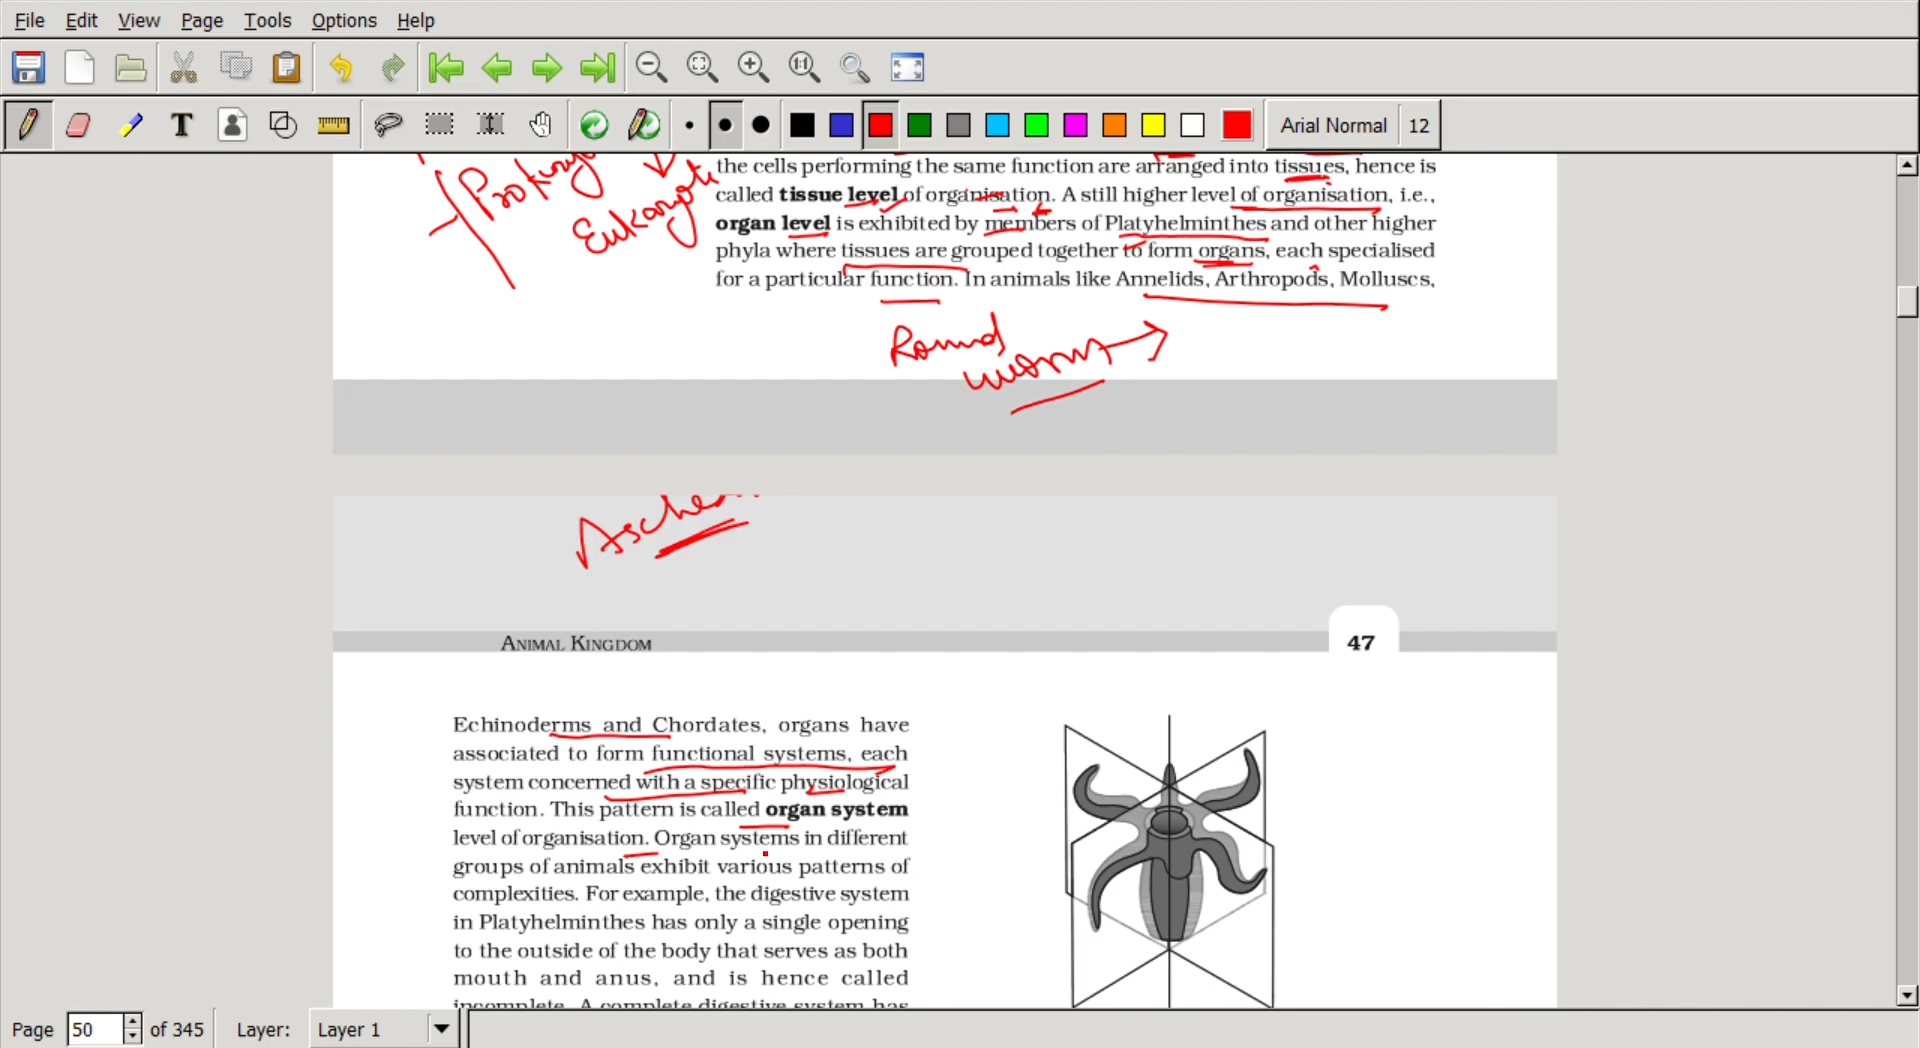 File Edit View Page Tools Options Help
Arial Normal 12
the cells performing the same function are arranged into tissues, hence is
called tissue level of organisation. A still higher level of organisation, i.e.,
organ level is exhibited by members of Platyhelminthes and other higher
phyla where tissues are grouped together to form organs, each specialised
for a particular function. In animals like Annelids, Arthropods, Molluscs,
Round
worms
ANIMAL KINGDOM 47
Echinoderms and Chordates, organs have
associated to form functional systems, each
system concerned with a specific physiological
function. This pattern is called organ system
level of organisation. Organ systems in different
groups of animals exhibit various patterns of
complexities. For example, the digestive system
in Platyhelminthes has only a single opening
to the outside of the body that serves as both
mouth and anus, and is hence called
incomplete. A complete digestive system has
Page 50 of 345 Layer: Layer 1